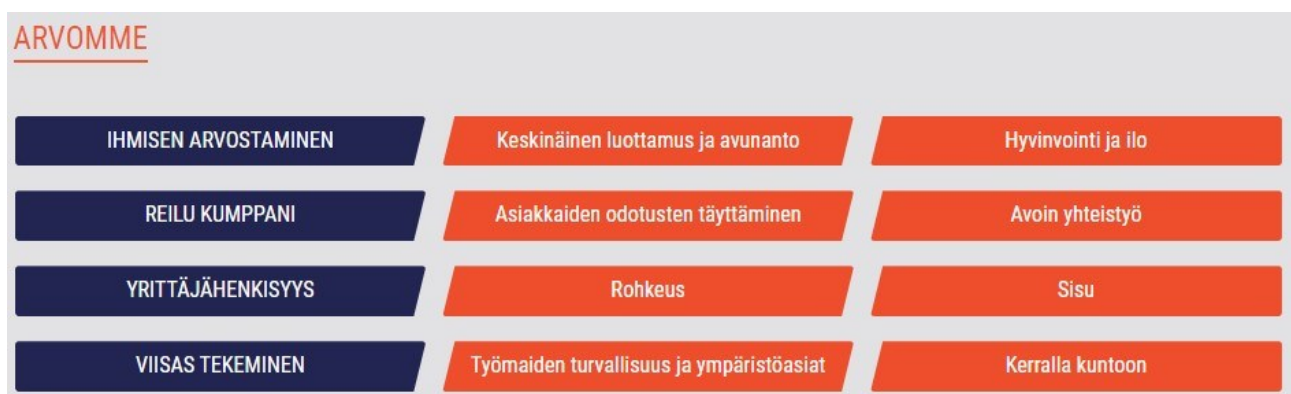 ARVOMME
IHMISEN ARVOSTAMINEN
Keskinäinen luottamus ja avunanto
Hyvinvointi ja ilo
REILU KUMPPANI
Asiakkaiden odotusten täyttäminen
Avoin yhteistyö
YRITTÄJÄHENKISYYS
Rohkeus
Sisu
VIISAS TEKEMINEN
Työmaiden turvallisuus ja ympäristöasiat
Kerralla kuntoon